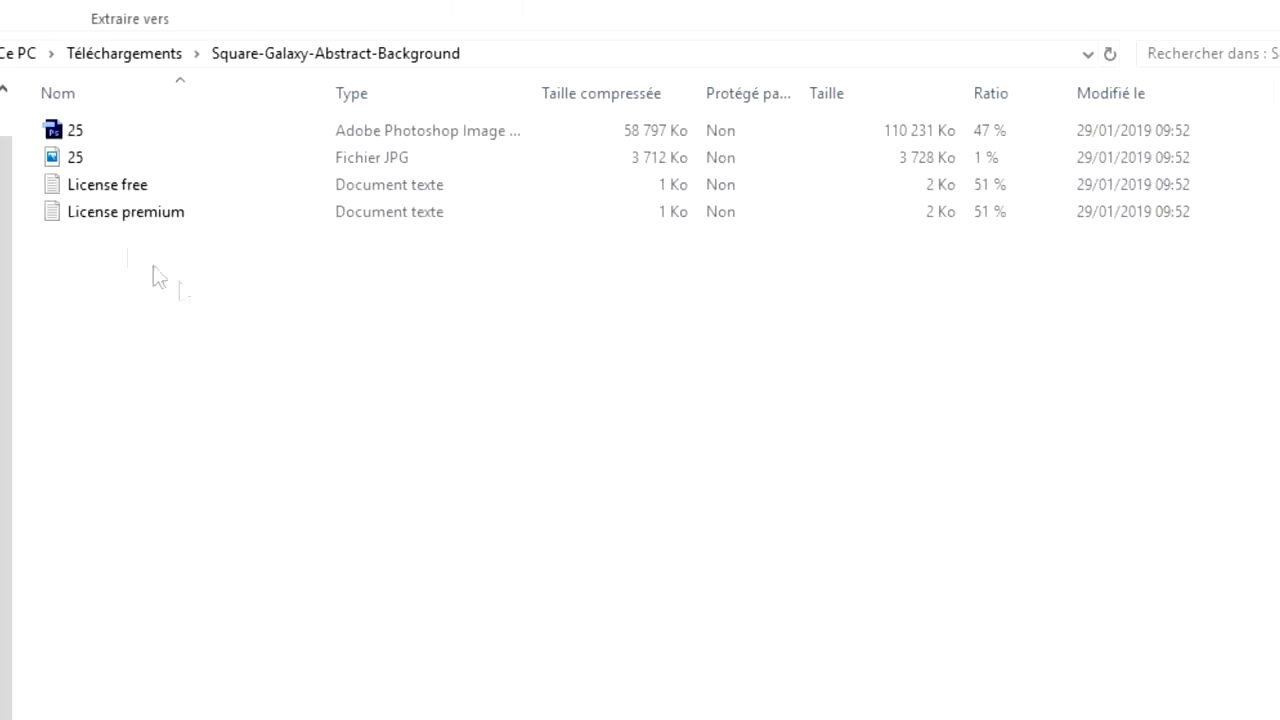 Extraire vers
Ce PC › Téléchargements › Square-Galaxy-Abstract-Background Rechercher dans : S
Nom Type Taille compressée Protégé pa... Taille Ratio Modifié le
25 Adobe Photoshop Image ... 58 797 Ko Non 110 231 Ko 47 % 29/01/2019 09:52
25 Fichier JPG 3 712 Ko Non 3 728 Ko 1 % 29/01/2019 09:52
License free Document texte 1 Ko Non 2 Ko 51 % 29/01/2019 09:52
License premium Document texte 1 Ko Non 2 Ko 51 % 29/01/2019 09:52